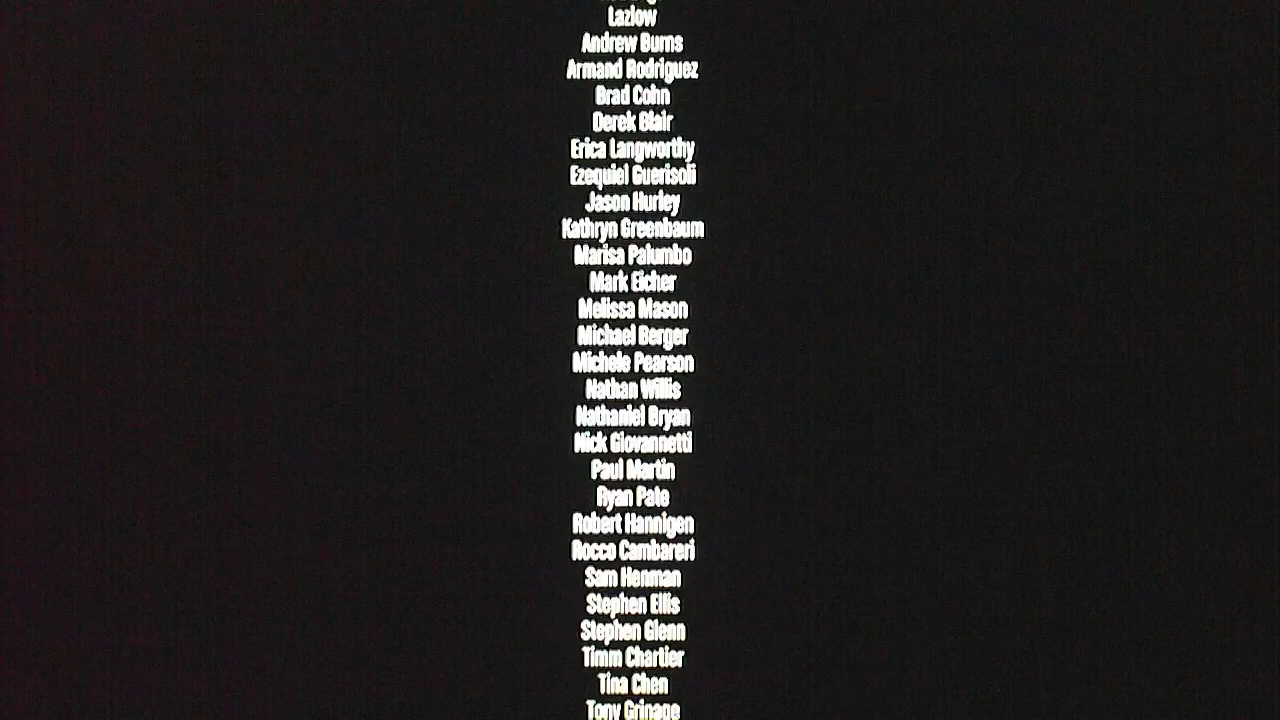 Lazlow
Andrew Burns
Armand Rodriguez
Brad Cohn
Derek Blair
Erica Langworthy
Ezequiel Guerisoli
Jason Hurley
Kathryn Greenbaum
Marisa Palumbo
Mark Eicher
Melissa Mason
Michael Berger
Michele Pearson
Nathan Willis
Nathaniel Bryan
Nick Giovannetti
Paul Martin
Ryan Pate
Robert Hannigen
Rocco Cambareri
Sam Henman
Stephen Ellis
Stephen Glenn
Timm Chartier
Tina Chen
Tony Grinage